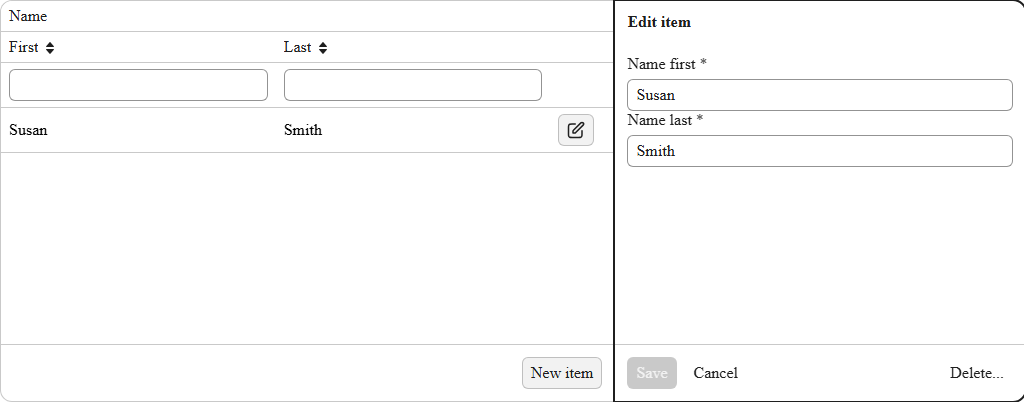 Name
First
Last
Susan
Smith
New item
Edit item
Name first *
Susan
Name last *
Smith
Save
Cancel
Delete...